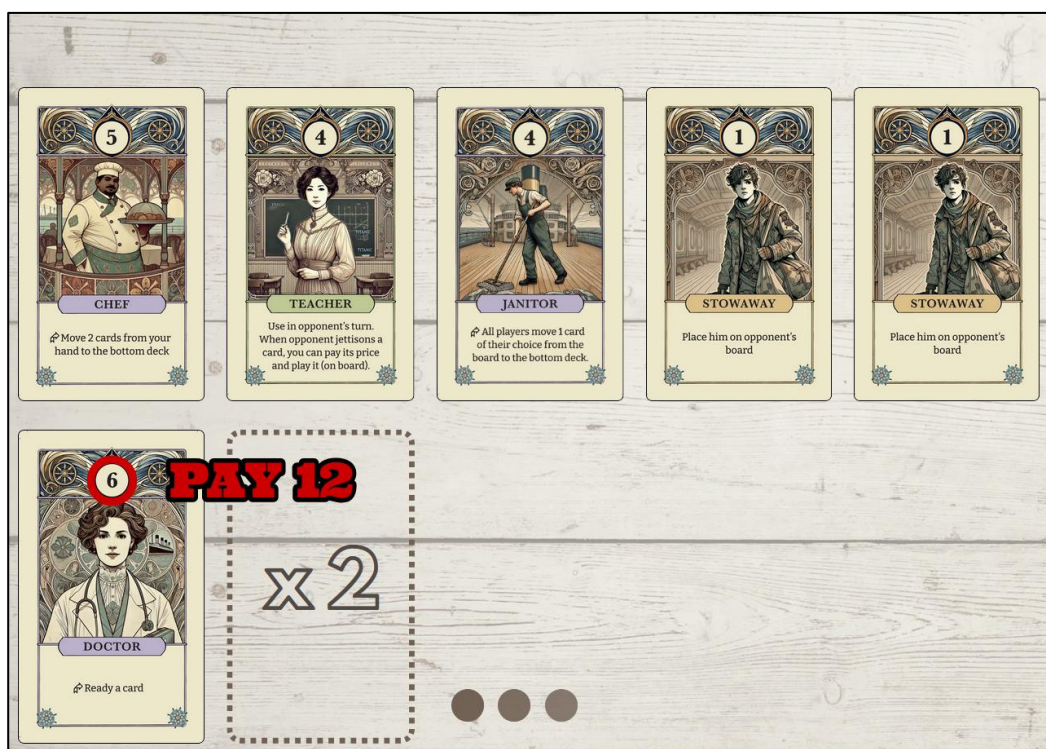 5
CHEF
Move 2 cards from your
hand to the bottom deck
4
TEACHER
Use in opponent's turn.
When opponent jettisons a
card, you can pay its price
and play it (on board).
4
JANITOR
All players move 1 card
of their choice from the
board to the bottom deck.
1
STOWAWAY
Place him on opponent's
board
1
STOWAWAY
Place him on opponent's
board
6
PAY 12
DOCTOR
Ready a card
x 2